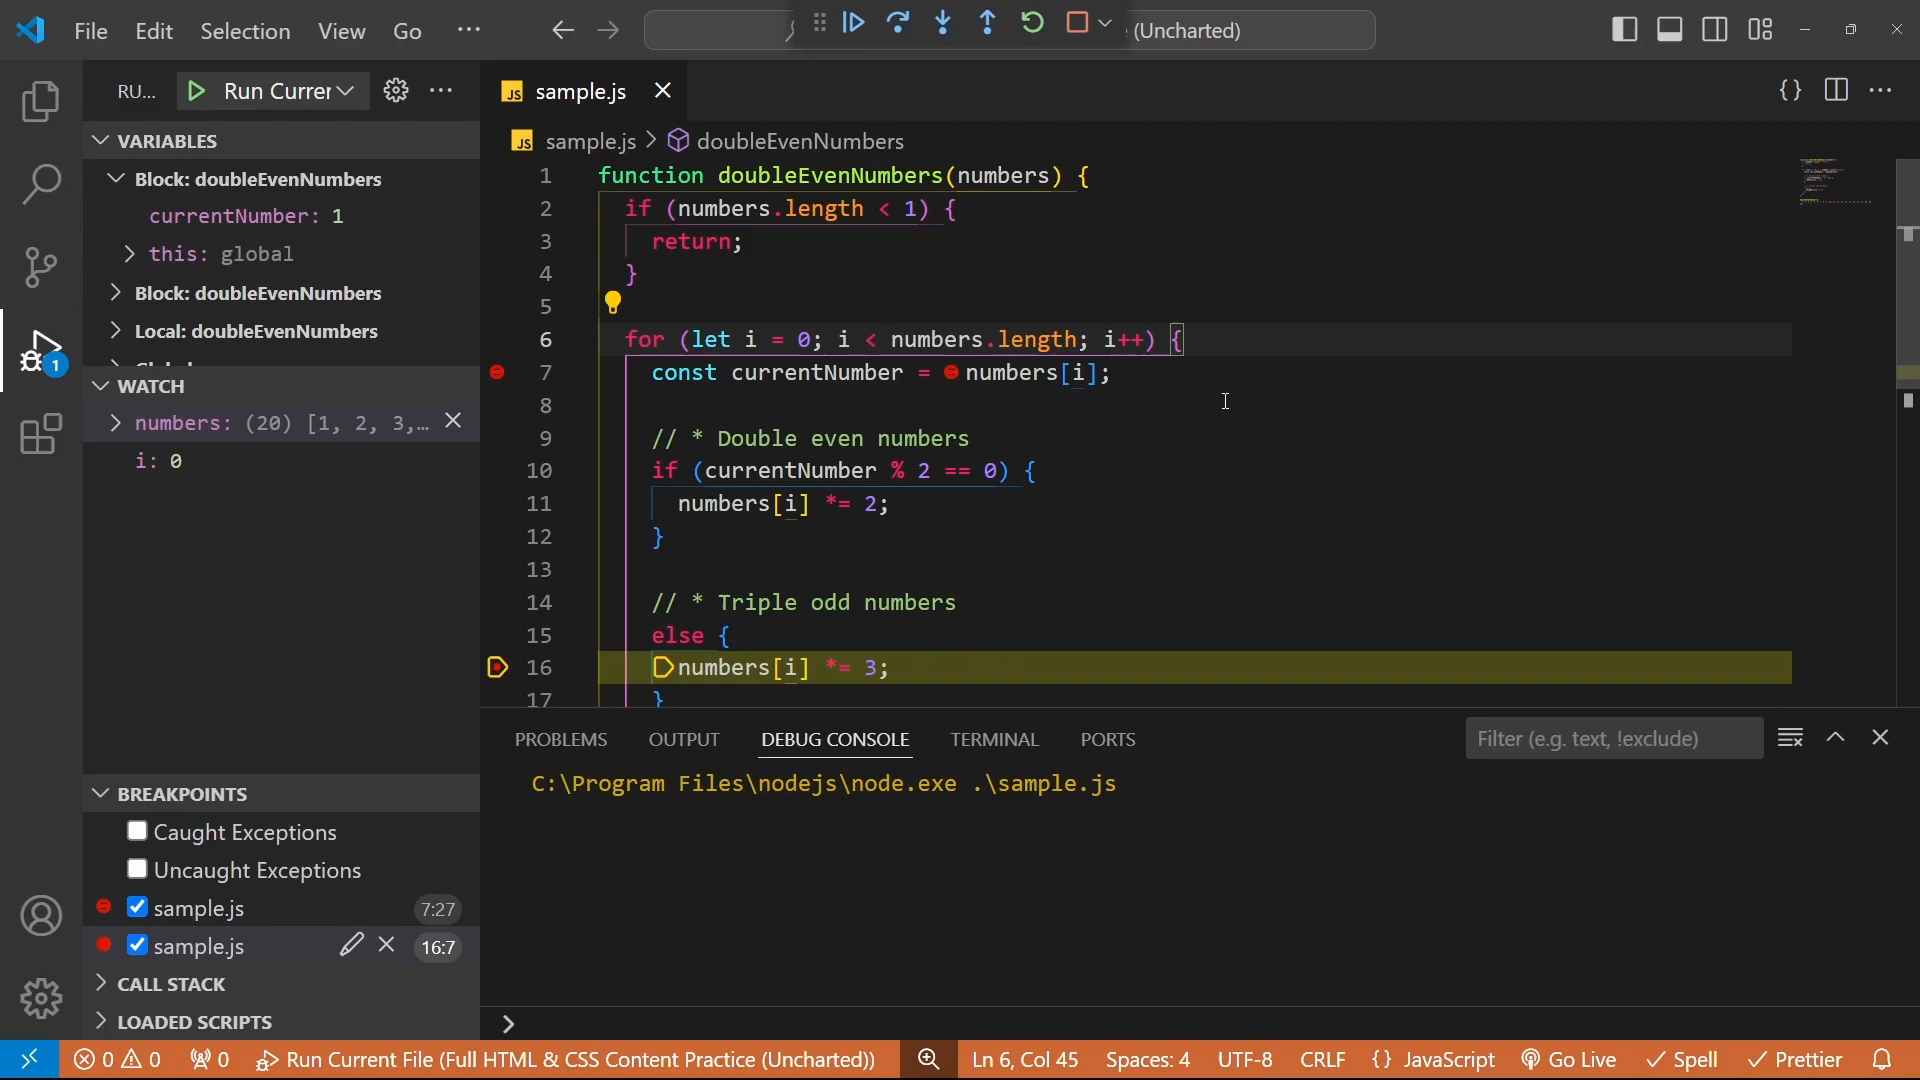 File Edit Selection View Go ··· (Uncharted)
RU... Run Currer
VARIABLES
Block: doubleEvenNumbers
currentNumber: 1
this: global
Block: doubleEvenNumbers
Local: doubleEvenNumbers
WATCH
numbers: (20) [1, 2, 3,…
i: 0
BREAKPOINTS
Caught Exceptions
Uncaught Exceptions
sample.js 7:27
sample.js 16:7
CALL STACK
LOADED SCRIPTS
JS sample.js
JS sample.js > doubleEvenNumbers
1 function doubleEvenNumbers(numbers) {
2 if (numbers.length < 1) {
3 return;
4 }
5
6 for (let i = 0; i < numbers.length; i++) {
7 const currentNumber = numbers[i];
8
9 // * Double even numbers
10 if (currentNumber % 2 == 0) {
11 numbers[i] *= 2;
12 }
13
14 // * Triple odd numbers
15 else {
16 numbers[i] *= 3;
17 }
PROBLEMS OUTPUT DEBUG CONSOLE TERMINAL PORTS Filter (e.g. text, !exclude)
C:\Program Files\nodejs\node.exe .\sample.js
>
0 0 0 Run Current File (Full HTML & CSS Content Practice (Uncharted)) Ln 6, Col 45 Spaces: 4 UTF-8 CRLF {} JavaScript Go Live Spell Prettier